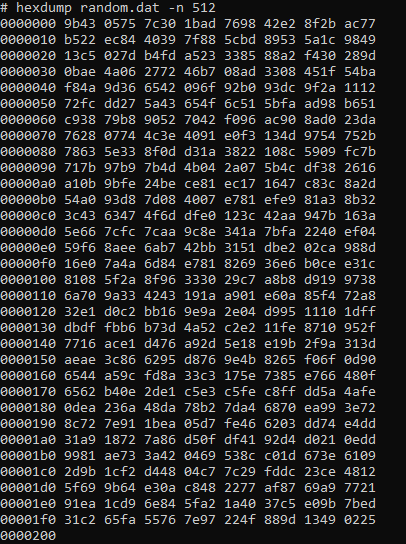 # hexdump random.dat -n 512
0000000 9b43 0575 7c30 1bad 7698 42e2 8f2b ac77
0000010 b522 ec84 4039 7f88 5cbd 8953 5a1c 9849
0000020 13c5 027d b4fd a523 3385 88a2 f430 289d
0000030 0bae 4a06 2772 46b7 08ad 3308 451f 54ba
0000040 f84a 9d36 6542 096f 92b0 93dc 9f2a 1112
0000050 72fc dd27 5a43 654f 6c51 5bfa ad98 b651
0000060 c938 79b8 9052 7042 f096 ac90 8ad0 23da
0000070 7628 0774 4c3e 4091 e0f3 134d 9754 752b
0000080 7863 5e33 8f0d d31a 3822 108c 5909 fc7b
0000090 717b 97b9 7b4d 4b04 2a07 5b4c df38 2616
00000a0 a10b 9bfe 24be ce81 ec17 1647 c83c 8a2d
00000b0 54a0 93d8 7d08 4007 e781 efe9 81a3 8b32
00000c0 3c43 6347 4f6d dfe0 123c 42aa 947b 163a
00000d0 5e66 7cfc 7caa 9c8e 341a 7bfa 2240 ef04
00000e0 59f6 8aee 6ab7 42bb 3151 dbe2 02ca 988d
00000f0 16e0 7a4a 6d84 e781 8269 36e6 b0ce e31c
0000100 8105 5f2a 8f96 3330 29c7 a8b8 d919 9738
0000110 6a70 9a33 4243 191a a901 e60a 85f4 72a8
0000120 32e1 d0c2 bb16 9e9a 2e04 d995 1110 1dff
0000130 dbdf fbb6 b73d 4a52 c2e2 11fe 8710 952f
0000140 7716 ace1 d476 a92d 5e18 e19b 2f9a 313d
0000150 aeae 3c86 6295 d876 9e4b 8265 f06f 0d90
0000160 6544 a59c fd8a 33c3 175e 7385 e766 480f
0000170 6562 b40e 2de1 c5e3 c5fe c8ff dd5a 4afe
0000180 0dea 236a 48da 78b2 7da4 6870 ea99 3e72
0000190 8c72 7e91 1bea 05d7 fe46 6203 dd74 e4dd
00001a0 31a9 1872 7a86 d50f df41 92d4 d021 0edd
00001b0 9981 ae73 3a42 0469 538c c01d 673e 6109
00001c0 2d9b 1cf2 d448 04c7 7c29 fddc 23ce 4812
00001d0 5f69 9b64 e30a c848 2277 af87 69a9 7721
00001e0 91ea 1cd9 6e84 5fa2 1a40 37c5 e09b 7bed
00001f0 31c2 65fa 5576 7e97 224f 889d 1349 0225
0000200